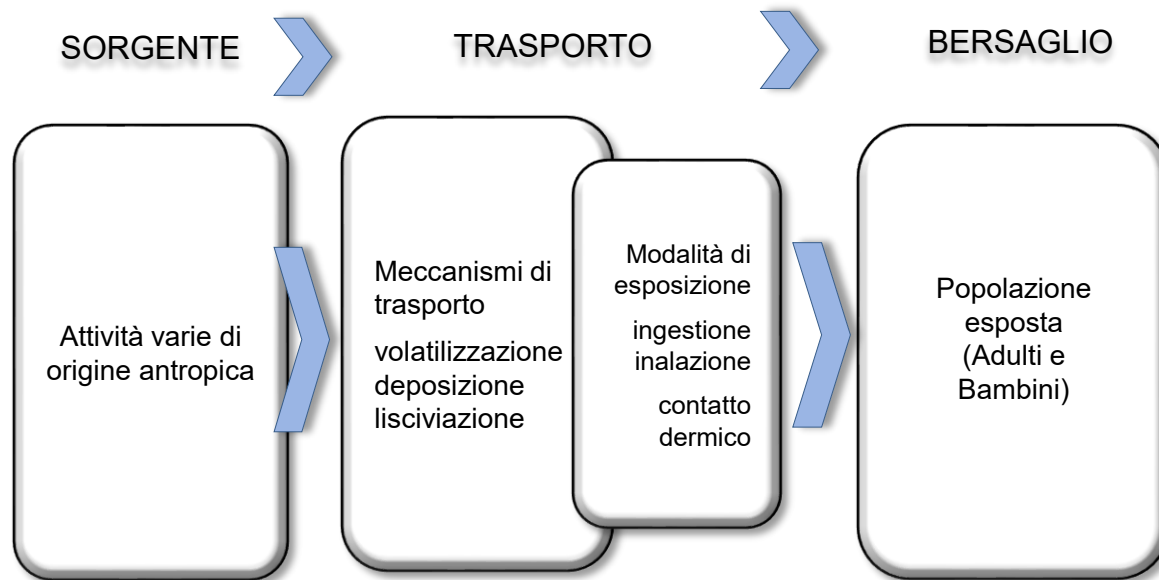 SORGENTE
TRASPORTO
BERSAGLIO
Attività varie di
origine antropica
Meccanismi di
trasporto
volatilizzazione
deposizione
lisciviazione
Modalità di
esposizione
ingestione
inalazione
contatto
dermico
Popolazione
esposta
(Adulti e
Bambini)